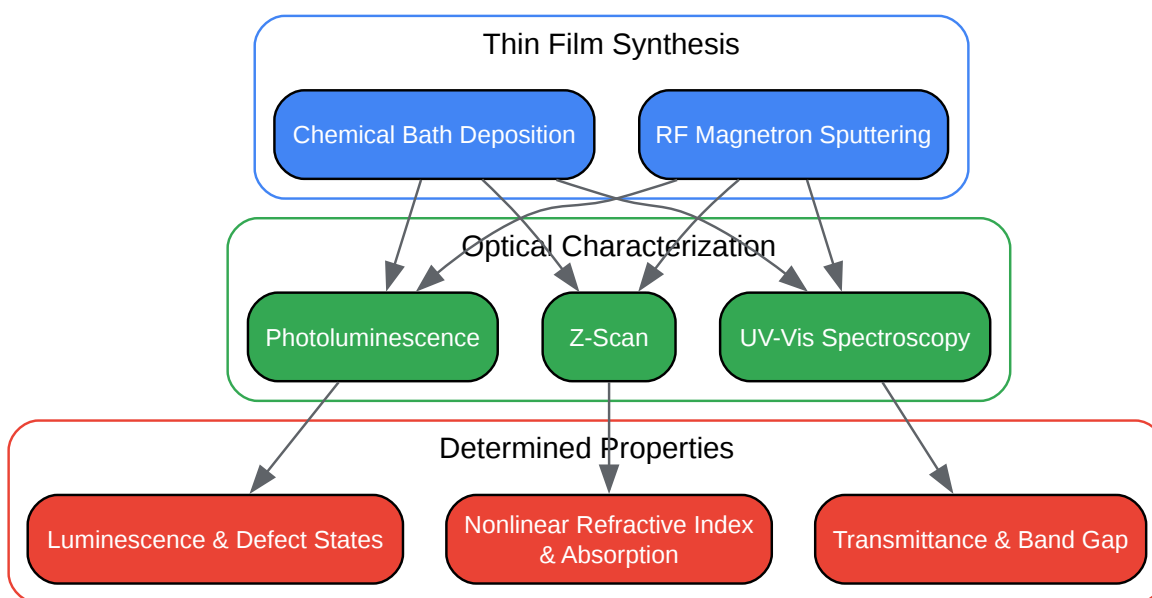 Thin Film Synthesis
Chemical Bath Deposition
RF Magnetron Sputtering
Optical Characterization
Photoluminescence
Z-Scan
UV-Vis Spectroscopy
Determined Properties
Luminescence & Defect States
Nonlinear Refractive Index
& Absorption
Transmittance & Band Gap